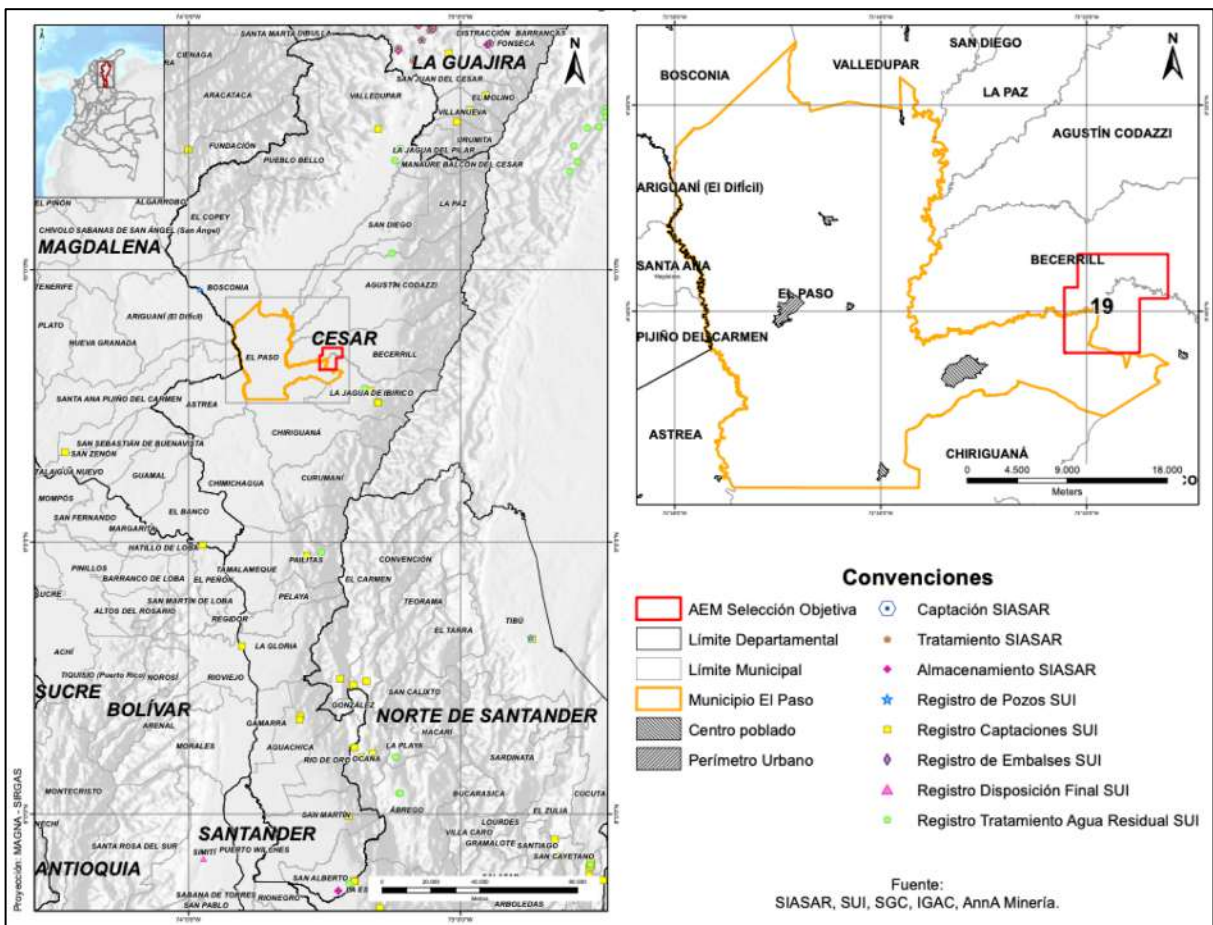 SANTA MARTA DIBULLA
DISTRACCIÓN BARRANCAS
FONSECA
CIENAGA
LA GUAJIRA
SAN JUAN DEL CESAR
ARACATACA
VALLEDUPAR
EL MOLINO
VILLANUEVA
URUMITA
FUNDACIÓN
LA JAGUA DEL PILAR
PUEBLO BELLO
MANAURE BALCÓN DEL CESAR
EL PIÑÓN
ALGARROBO
LA PAZ
EL COPEY
SAN DIEGO
CHIVOLO SABANAS DE SAN ÁNGEL (San Ángel)
MAGDALENA
TENERIFE
BOSCONIA
AGUSTÍN CODAZZI
ARIGUANÍ (El Difícil)
PLATO
CESAR
NUEVA GRANADA
EL PASO
BECERRILL
LA JAGUA DE IBIRICO
SANTA ANA PIJIÑO DEL CARMEN
ASTREA
CHIRIGUANÁ
SAN SEBASTIÁN DE BUENAVISTA
SAN ZENÓN
TALAIGUA NUEVO
GUAMAL
CHIMICHAGUA
CURUMANÍ
MOMPÓS
EL BANCO
SAN FERNANDO
MARGARITA
HATILLO DE LOBA
PAILITAS
CONVENCIÓN
PINILLOS
TAMALAMEQUE
EL CARMEN
BARRANCO DE LOBA
EL PEÑÓN
SUCRE
SAN MARTÍN DE LOBA
PELAYA
TEORAMA
ALTOS DEL ROSARIO
REGIDOR
EL TARRA
TIBÚ
ACHÍ
LA GLORIA
TIQUISIO (Puerto Rico)
NOROSÍ
RIOVIEJO
SAN CALIXTO
SUCRE
BOLÍVAR
GONZÁLEZ
NORTE DE SANTANDER
ARENAL
GAMARRA
HACARÍ
MORALES
AGUACHICA
LA PLAYA
RÍO DE ORO
OCAÑA
SARDINATA
MONTECRISTO
ÁBREGO
BUCARASICA
CÚCUTA
EL ZULIA
SAN MARTÍN
LOURDES
SANTANDER
VILLA CARO
SANTIAGO
SANTA ROSA DEL SUR
GRAMALOTE
SIMITÍ
PUERTO WILCHES
SAN CAYETANO
ANTIOQUIA
SAN ALBERTO
SABANA DE TORRES
SAN PABLO
RIONEGRO
ARBOLEDAS
N
Proyección: MAGNA - SIRGAS
SAN DIEGO
N
BOSCONIA
VALLEDUPAR
LA PAZ
AGUSTÍN CODAZZI
ARIGUANÍ (El Difícil)
SANTA ANA
BECERRILL
EL PASO
19
PIJIÑO DEL CARMEN
ASTREA
CHIRIGUANÁ
0 4.500 9.000 18.000
Meters
Convenciones
AEM Selección Objetiva
Límite Departamental
Límite Municipal
Municipio El Paso
Centro poblado
Perímetro Urbano
Captación SIASAR
Tratamiento SIASAR
Almacenamiento SIASAR
Registro de Pozos SUI
Registro Captaciones SUI
Registro de Embalses SUI
Registro Disposición Final SUI
Registro Tratamiento Agua Residual SUI
Fuente:
SIASAR, SUI, SGC, IGAC, AnnA Minería.